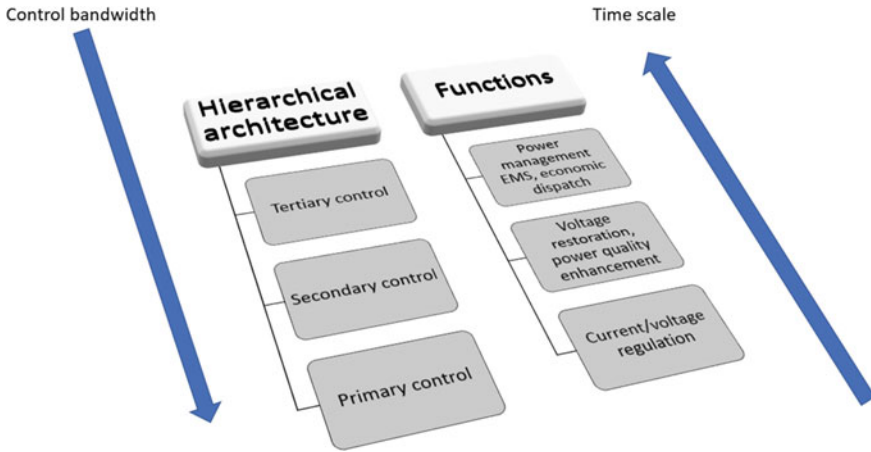 Control bandwidth
Time scale
Hierarchical
architecture
Functions
Tertiary control
Power
management
EMS, economic
dispatch
Secondary control
Voltage
restoration,
power quality
enhancement
Primary control
Current/voltage
regulation